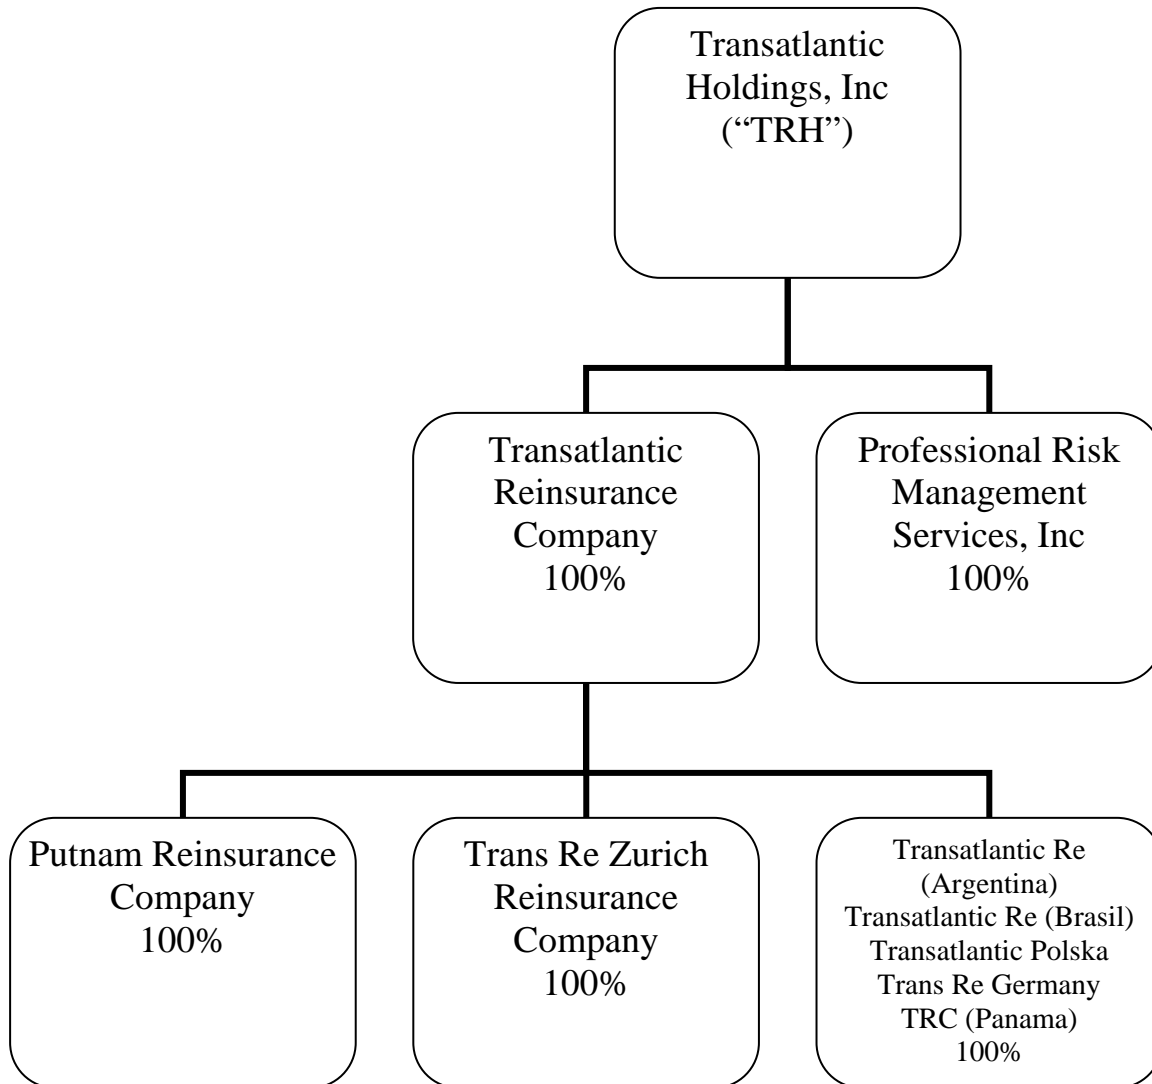 Transatlantic
Holdings, Inc
(“TRH”)
Transatlantic
Reinsurance
Company
100%
Professional Risk
Management
Services, Inc
100%
Putnam Reinsurance
Company
100%
Trans Re Zurich
Reinsurance
Company
100%
Transatlantic Re
(Argentina)
Transatlantic Re (Brasil)
Transatlantic Polska
Trans Re Germany
TRC (Panama)
100%